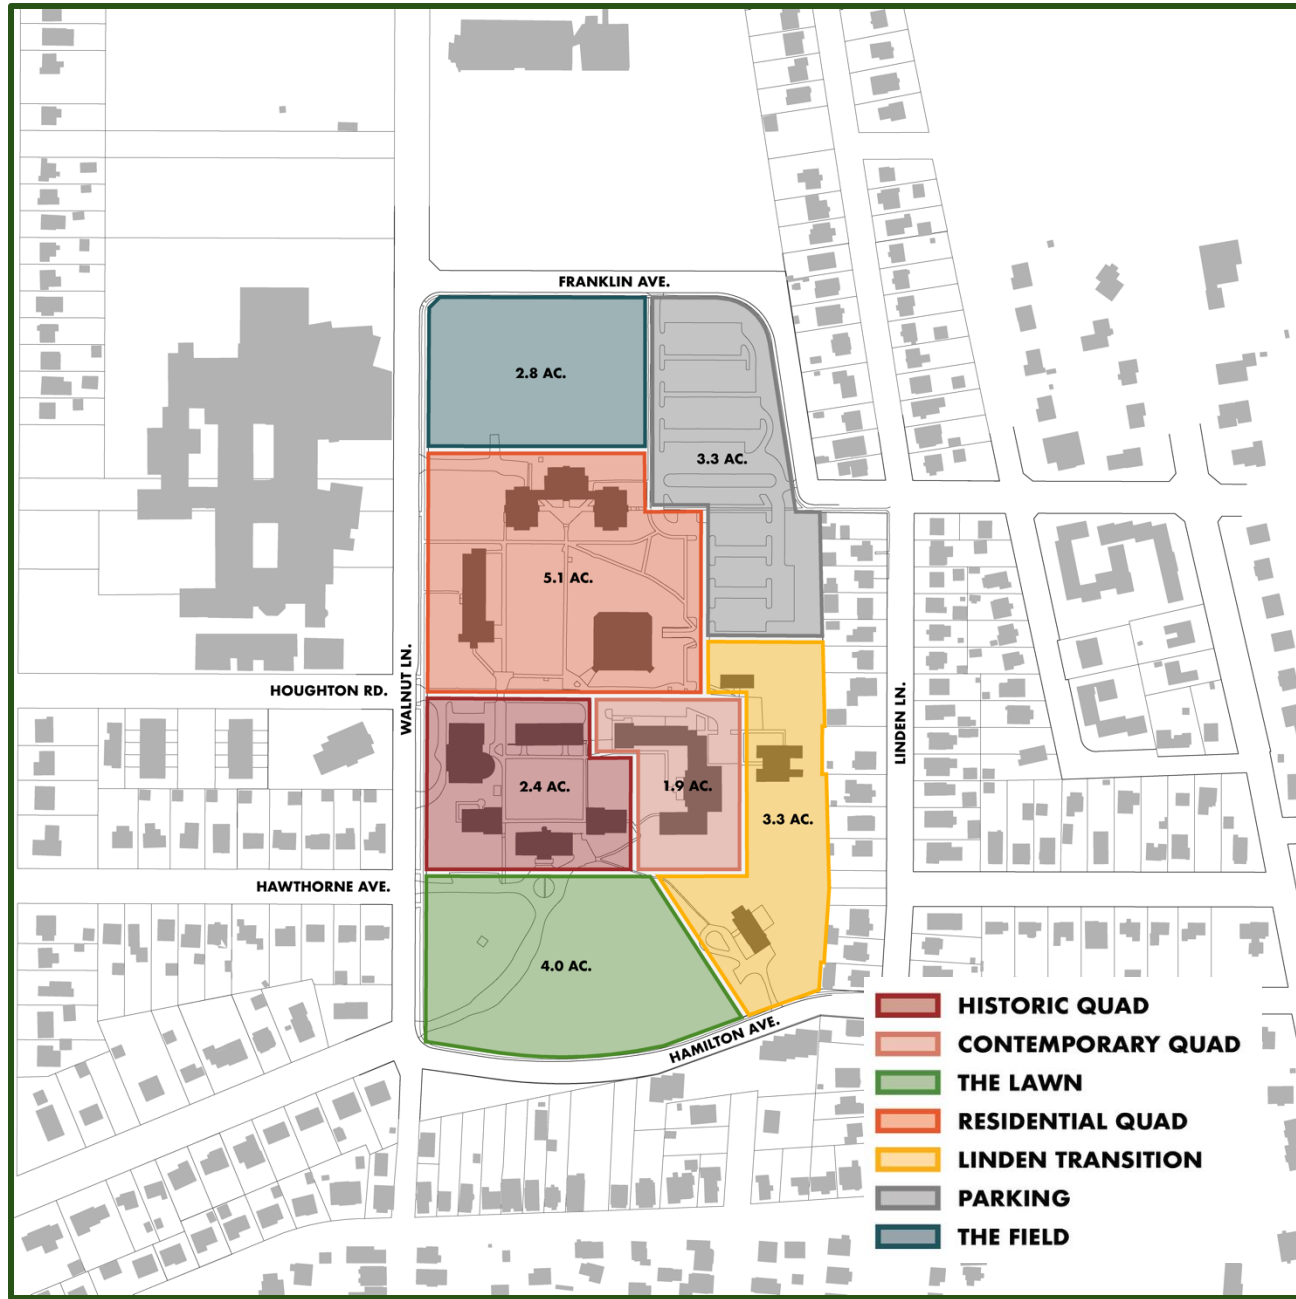 FRANKLIN AVE.
2.8 AC.
3.3 AC.
5.1 AC.
WALNUT LN.
HOUGHTON RD.
LINDEN LN.
2.4 AC.
1.9 AC.
3.3 AC.
HAWTHORNE AVE.
4.0 AC.
HAMILTON AVE.
HISTORIC QUAD
CONTEMPORARY QUAD
THE LAWN
RESIDENTIAL QUAD
LINDEN TRANSITION
PARKING
THE FIELD